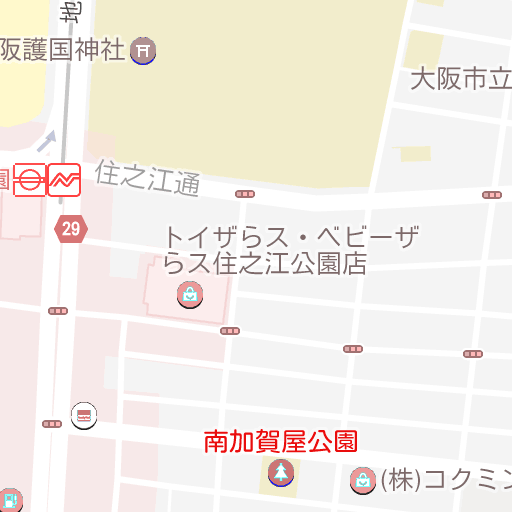 地
阪護国神社
大阪市立
住之江通
園
29
トイザらス・ベビーザ
らス住之江公園店
南加賀屋公園
(株)コクミン